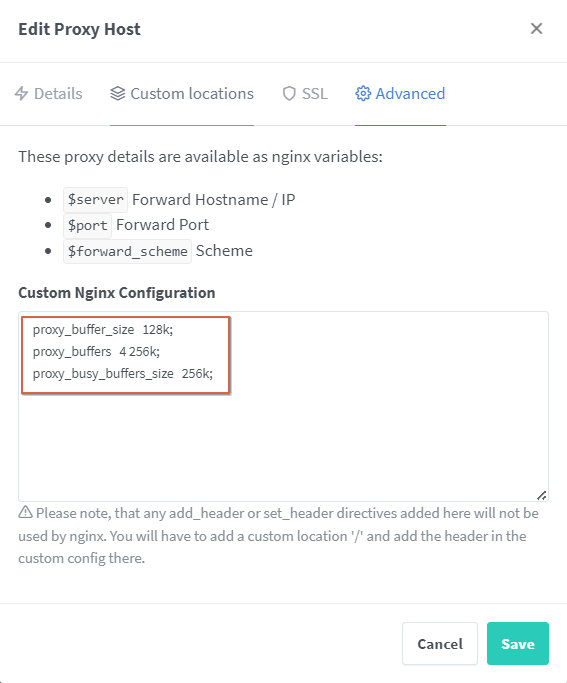 Edit Proxy Host
Details Custom locations SSL Advanced
These proxy details are available as nginx variables:
$server Forward Hostname / IP
$port Forward Port
$forward_scheme Scheme
Custom Nginx Configuration
proxy_buffer_size 128k;
proxy_buffers 4 256k;
proxy_busy_buffers_size 256k;
Please note, that any add_header or set_header directives added here will not be
used by nginx. You will have to add a custom location '/' and add the header in the
custom config there.
Cancel Save